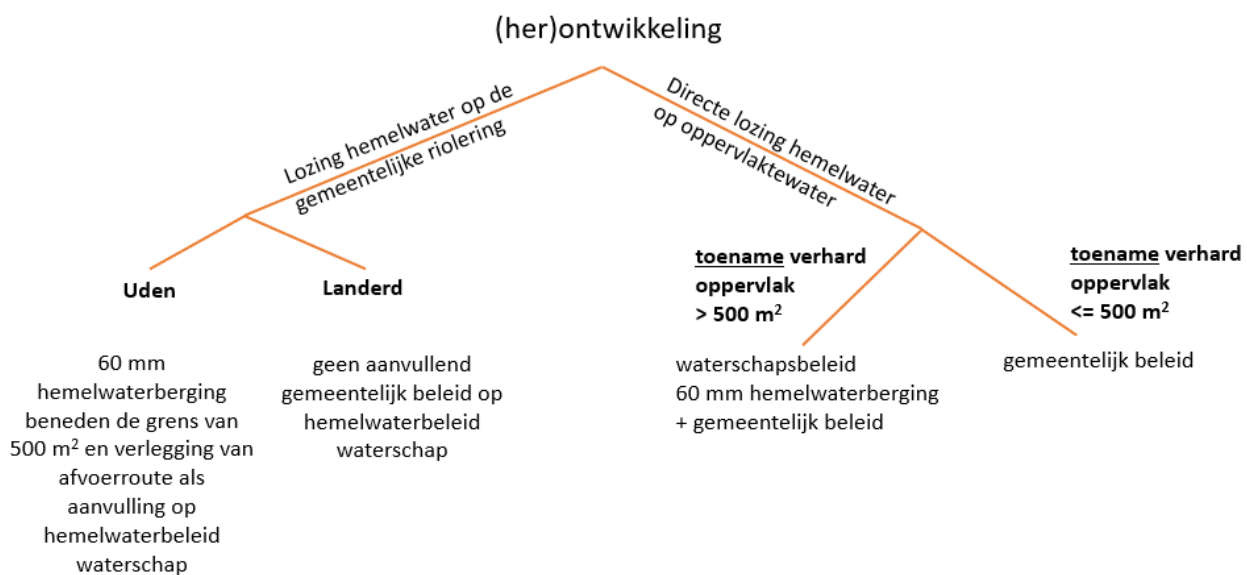 (her)ontwikkeling
Lozing hemelwater op de
gemeentelijke riolering
Directe lozing hemelwater
op oppervlaktewater
Uden
Landerd
toename verhard
oppervlak
> 500 m²
toename verhard
oppervlak
<= 500 m²
60 mm
hemelwaterberging
beneden de grens van
500 m² en verlegging van
afvoerroute als
aanvulling op
hemelwaterbeleid
waterschap
geen aanvullend
gemeentelijk beleid op
hemelwaterbeleid
waterschap
waterschapsbeleid
60 mm hemelwaterberging
+ gemeentelijk beleid
gemeentelijk beleid